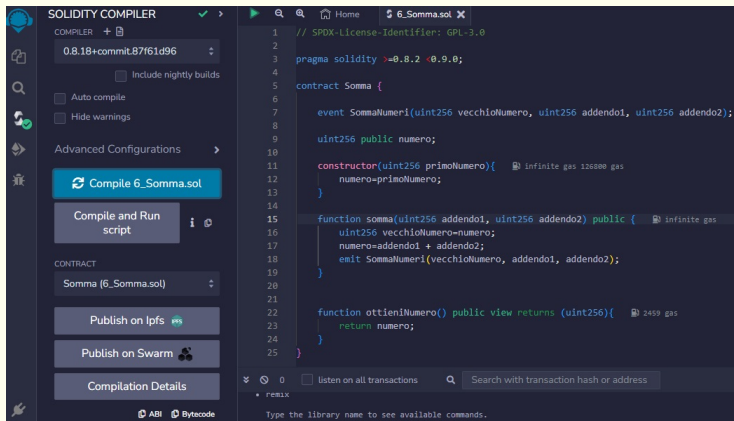 SOLIDITY COMPILER
COMPILER
0.8.18+commit.87f61d96
Include nightly builds
Auto compile
Hide warnings
Advanced Configurations
Compile 6_Somma.sol
Compile and Run
script
i
CONTRACT
Somma (6_Somma.sol)
Publish on Ipfs IPFS
Publish on Swarm
Compilation Details
ABI Bytecode
Home 6_Somma.sol
1 // SPDX-License-Identifier: GPL-3.0
2
3 pragma solidity >=0.8.2 <0.9.0;
4
5 contract Somma {
6
7 event SommaNumeri(uint256 vecchioNumero, uint256 addendo1, uint256 addendo2);
8
9 uint256 public numero;
10
11 constructor(uint256 primoNumero){ infinite gas 126800 gas
12 numero=primoNumero;
13 }
14
15 function somma(uint256 addendo1, uint256 addendo2) public { infinite gas
16 uint256 vecchioNumero=numero;
17 numero=addendo1 + addendo2;
18 emit SommaNumeri(vecchioNumero, addendo1, addendo2);
19 }
20
21
22 function ottieniNumero() public view returns (uint256){ 2459 gas
23 return numero;
24 }
25 }
0 listen on all transactions Search with transaction hash or address
• remix
Type the library name to see available commands.